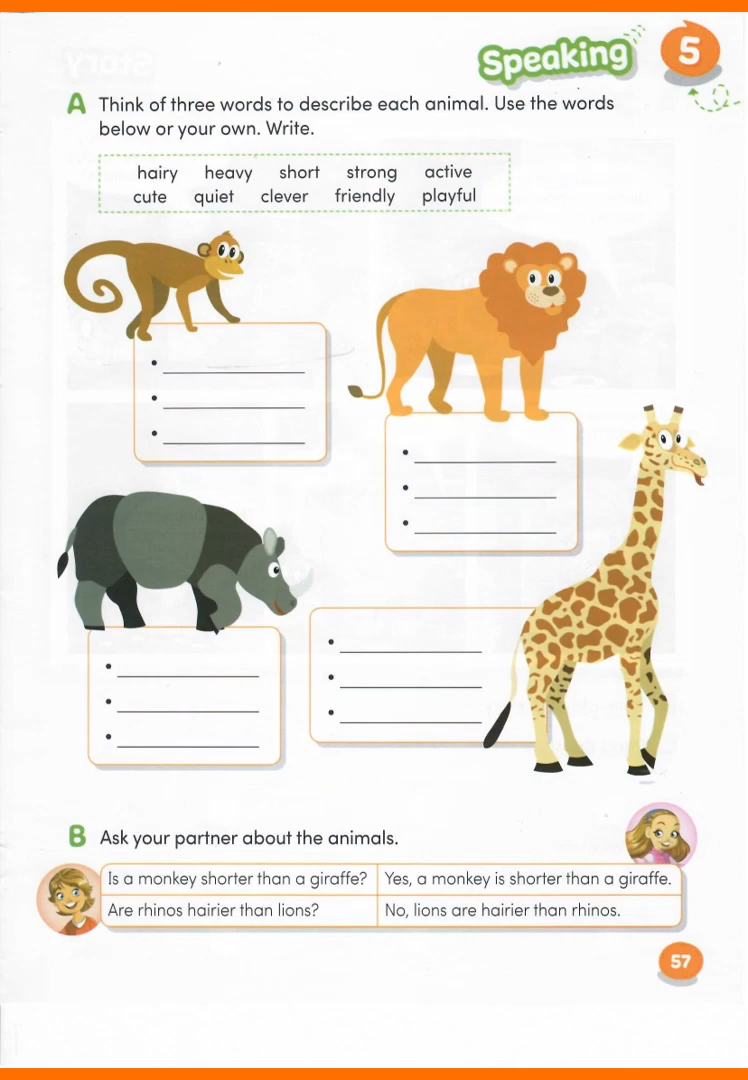 Speaking 5
A Think of three words to describe each animal. Use the words
below or your own. Write.
hairy heavy short strong active
cute quiet clever friendly playful
B Ask your partner about the animals.
Is a monkey shorter than a giraffe? Yes, a monkey is shorter than a giraffe.
Are rhinos hairier than lions? No, lions are hairier than rhinos.
57